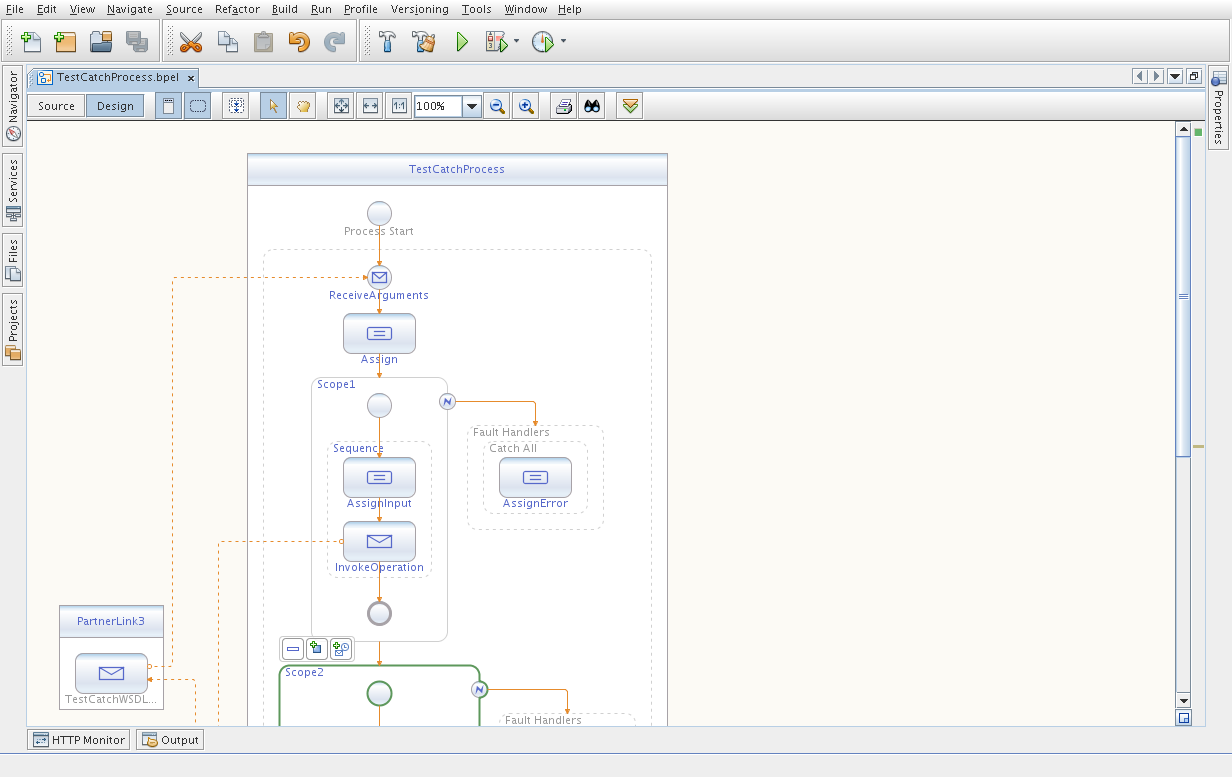 File Edit View Navigate Source Refactor Build Run Profile Versioning Tools Window Help
TestCatchProcess.bpel
Source Design 1:1 100%
Navigator
Services
Files
Projects
Properties
TestCatchProcess
Process Start
ReceiveArguments
Assign
Scope1
Fault Handlers
Sequence
Catch All
AssignInput
AssignError
InvokeOperation
PartnerLink3
TestCatchWSDL...
Scope2
Fault Handlers
HTTP Monitor Output